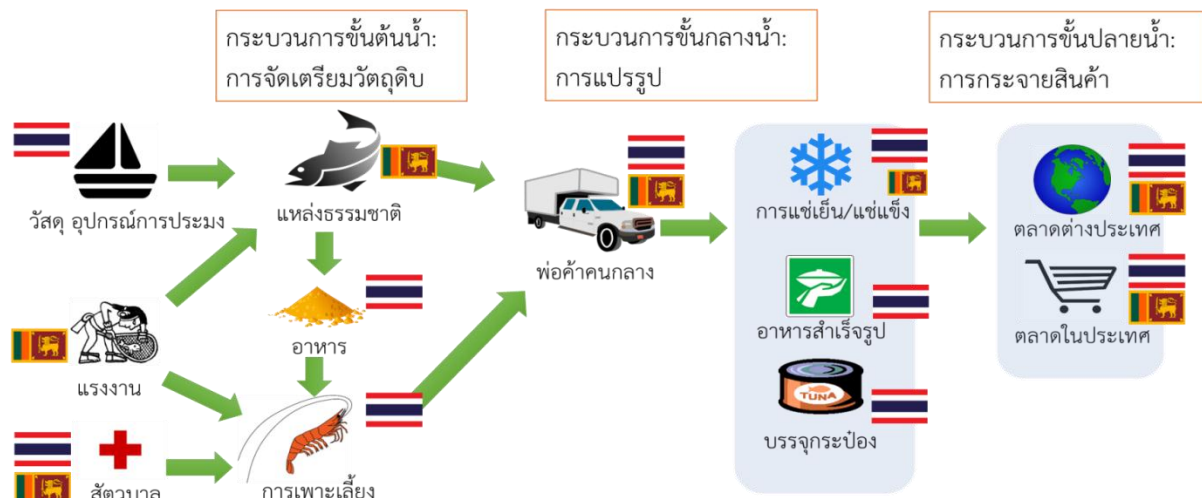 กระบวนการขั้นต้นน้ำ:
การจัดเตรียมวัตถุดิบ
กระบวนการขั้นกลางน้ำ:
การแปรรูป
กระบวนการขั้นปลายน้ำ:
การกระจายสินค้า
วัสดุ อุปกรณ์การประมง
แหล่งธรรมชาติ
แรงงาน
อาหาร
สัตวบาล
การเพาะเลี้ยง
พ่อค้าคนกลาง
การแช่เย็น/แช่แข็ง
อาหารสำเร็จรูป
TUNA
บรรจุกระป๋อง
ตลาดต่างประเทศ
ตลาดในประเทศ